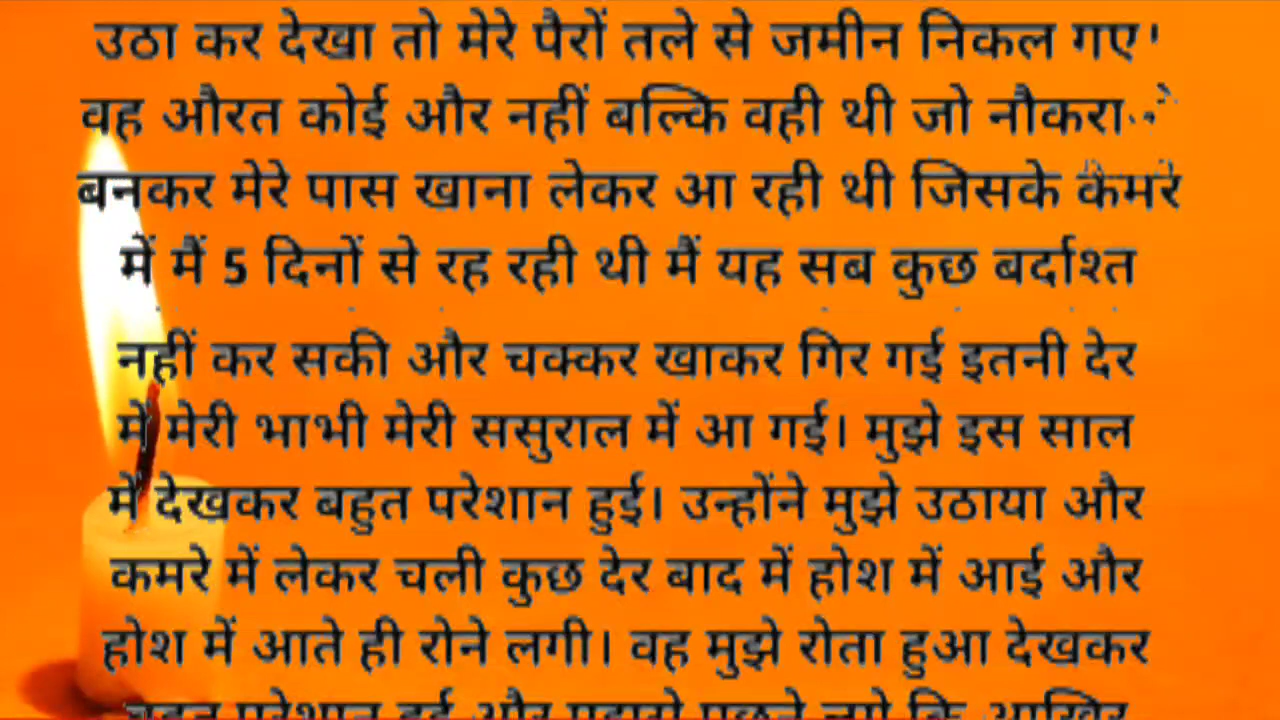 उठा कर देखा तो मेरे पैरों तले से जमीन निकल गए।
वह औरत कोई और नहीं बल्कि वही थी जो
बनकर मेरे पास खाना लेकर आ रही थी जिसके कमरे
में मैं 5 दिनों से रह रही थी मैं यह सब कुछ बर्दाश्त
नहीं कर सकी और चक्कर खाकर गिर गई इतनी देर
में मेरी भाभी मेरी ससुराल में आ गई। मुझे इस साल
में देखकर बहुत परेशान हुई। उन्होंने मुझे उठाया और
कमरे में लेकर चली कुछ देर बाद में होश में आई और
होश में आते ही रोने लगी। वह मुझे रोता हुआ देखकर